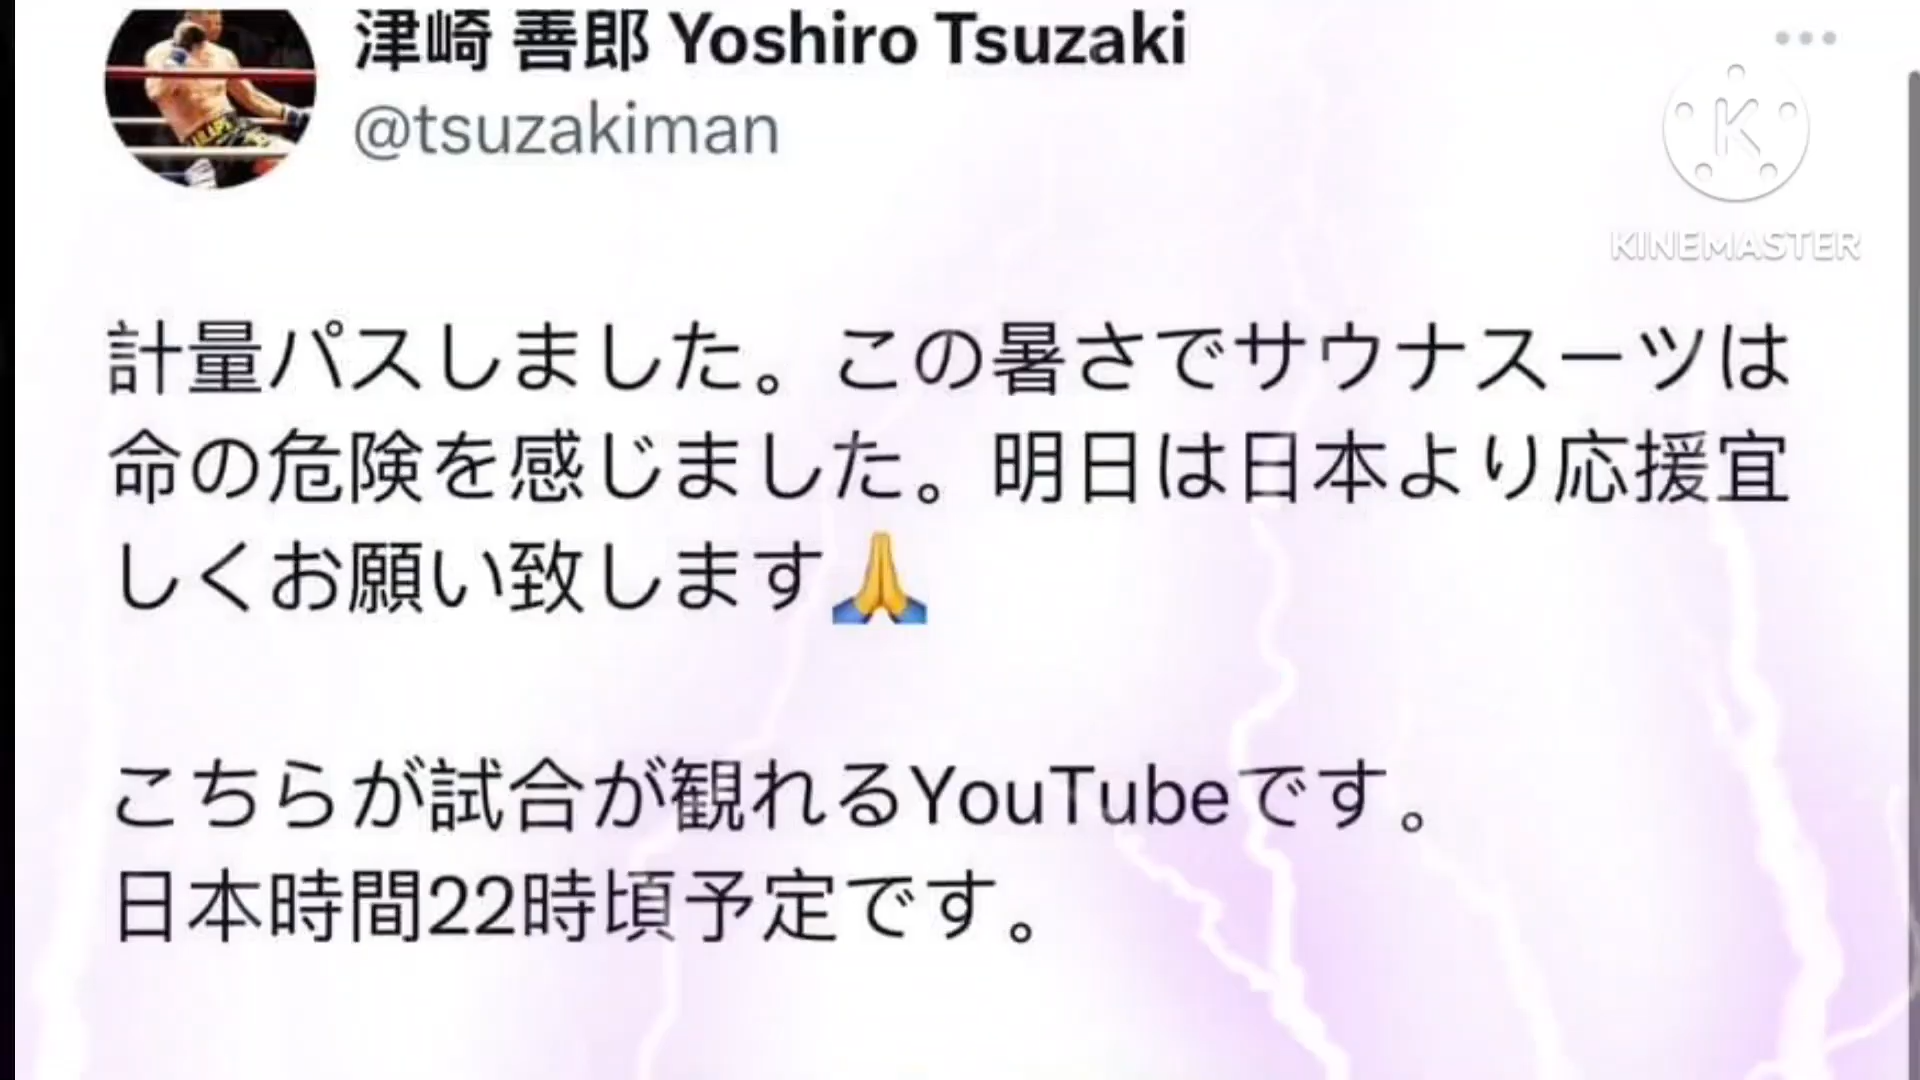 津崎 善郎 Yoshiro Tsuzaki
@tsuzakiman
K
KINEMASTER
計量パスしました。この暑さでサウナスーツは
命の危険を感じました。明日は日本より応援宜
しくお願い致します🙏
こちらが試合が観れるYouTubeです。
日本時間22時頃予定です。